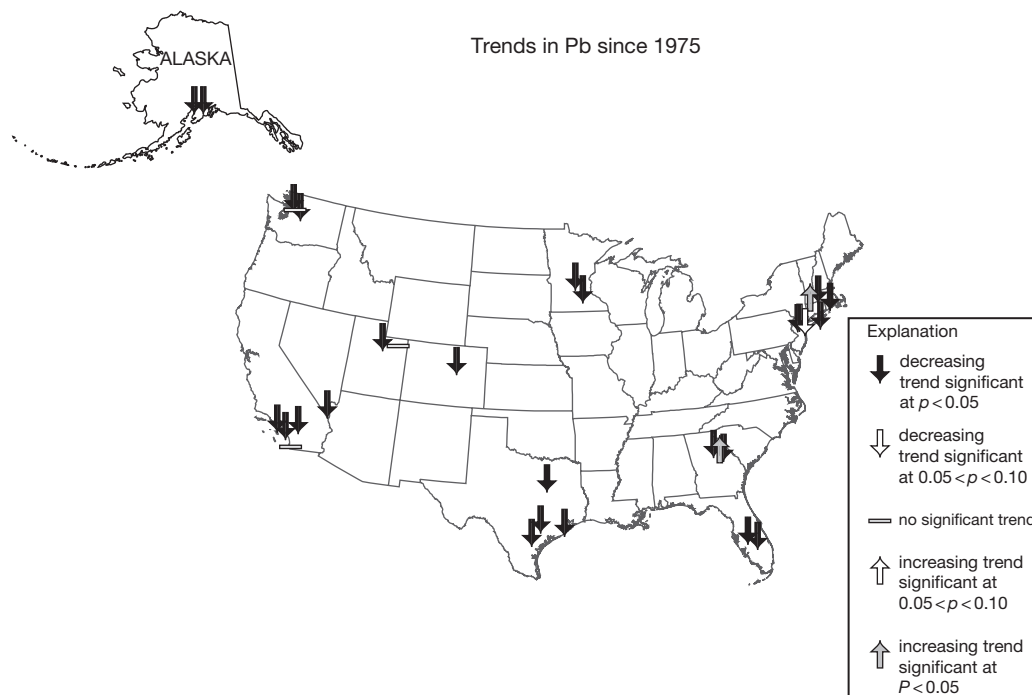 Trends in Pb since 1975
ALASKA
Explanation
decreasing
trend significant
at p<0.05
decreasing
trend significant
at 0.05<p<0.10
no significant trend
increasing trend
significant at
0.05<p<0.10
increasing trend
significant at
P<0.05